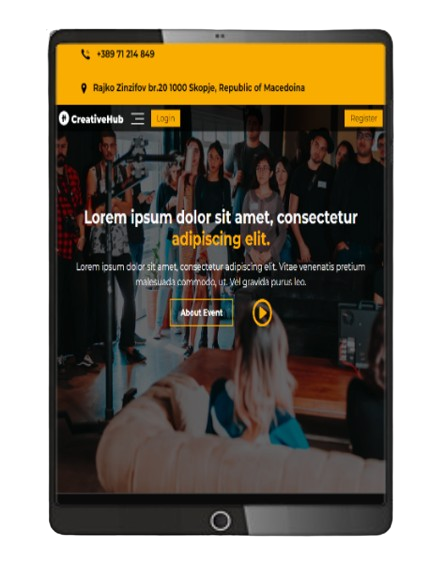 +389 71 214 849
Rajko Zinzifov br.20 1000 Skopje, Republic of Macedoina
CreativeHub
Login
Register
Lorem ipsum dolor sit amet, consectetur
adipiscing elit.
Lorem ipsum dolor sit amet, consectetur adipiscing elit. Vitae venenatis pretium
malesuada commodo, ut. Vel gravida purus leo.
About Event